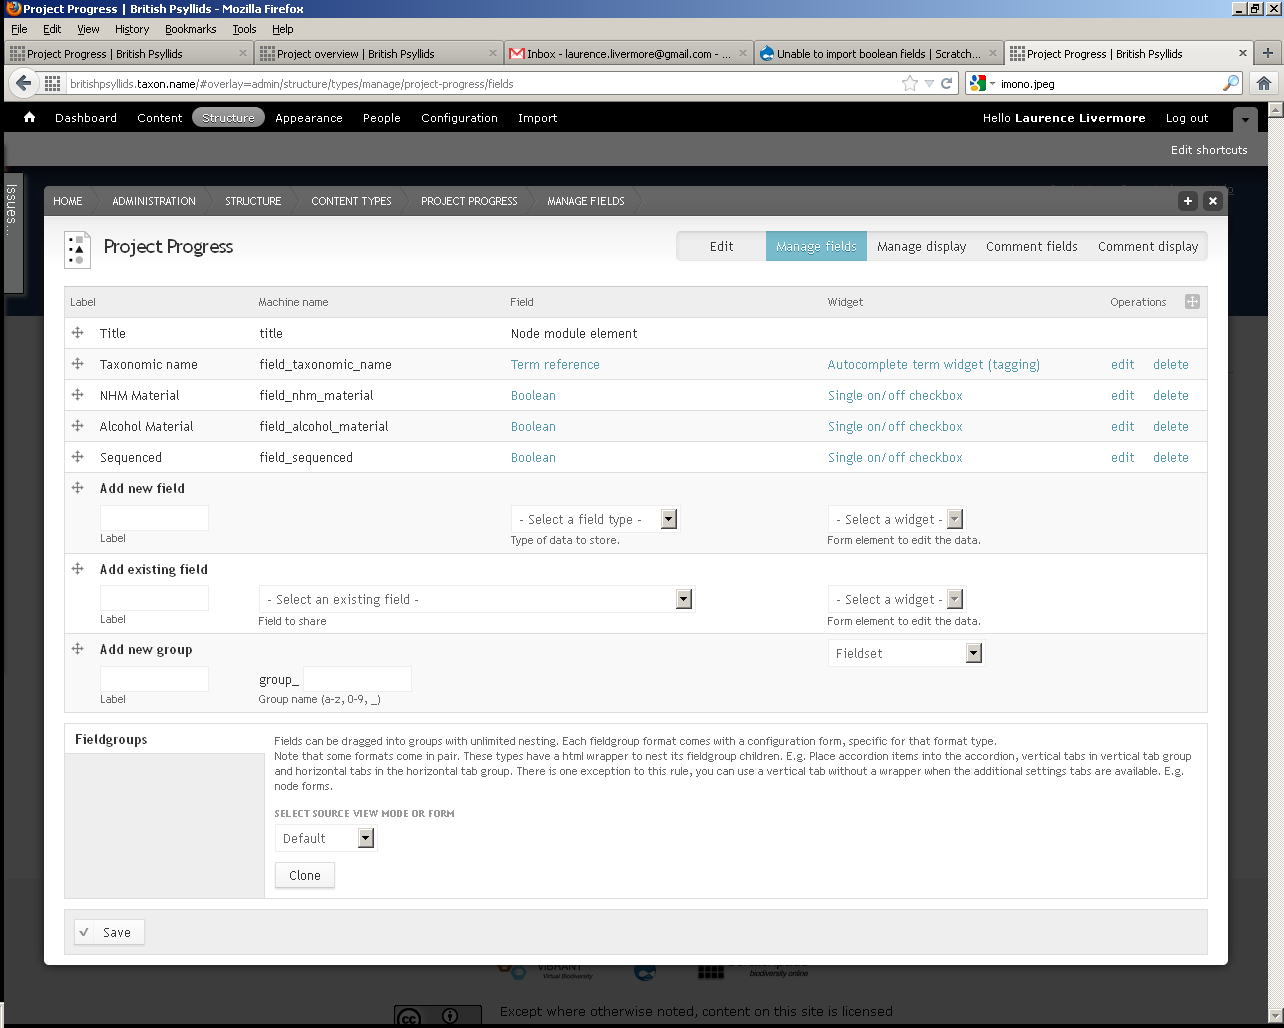 Project Progress | British Psyllids - Mozilla Firefox
File Edit View History Bookmarks Tools Help
Project Progress | British Psyllids
Project overview | British Psyllids
Inbox - laurence.livermore@gmail.com - ...
Unable to import boolean fields | Scratch...
Project Progress | British Psyllids
britishpsyllids.taxon.name/#overlay=admin/structure/types/manage/project-progress/fields
imono.jpeg
Dashboard Content Structure Appearance People Configuration Import
Hello Laurence Livermore Log out
Edit shortcuts
Issues...
HOME ADMINISTRATION STRUCTURE CONTENT TYPES PROJECT PROGRESS MANAGE FIELDS
Project Progress
Edit Manage fields Manage display Comment fields Comment display
Label Machine name Field Widget Operations
Title title Node module element
Taxonomic name field_taxonomic_name Term reference Autocomplete term widget (tagging) edit delete
NHM Material field_nhm_material Boolean Single on/off checkbox edit delete
Alcohol Material field_alcohol_material Boolean Single on/off checkbox edit delete
Sequenced field_sequenced Boolean Single on/off checkbox edit delete
Add new field
- Select a field type - - Select a widget -
Label Type of data to store. Form element to edit the data.
Add existing field
- Select an existing field - - Select a widget -
Label Field to share Form element to edit the data.
Add new group Fieldset
group_
Label Group name (a-z, 0-9, _)
Fieldgroups
Fields can be dragged into groups with unlimited nesting. Each fieldgroup format comes with a configuration form, specific for that format type.
Note that some formats come in pair. These types have a html wrapper to nest its fieldgroup children. E.g. Place accordion items into the accordion, vertical tabs in vertical tab group
and horizontal tabs in the horizontal tab group. There is one exception to this rule, you can use a vertical tab without a wrapper when the additional settings tabs are available. E.g.
node forms.
SELECT SOURCE VIEW MODE OR FORM
Default
Clone
Save
VIBRANT
Virtual Biodiversity
biodiversity online
cc
Except where otherwise noted, content on this site is licensed